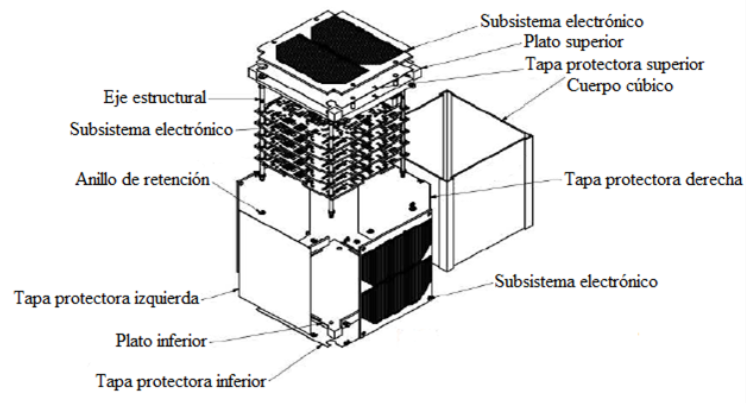 Subsistema electrónico
Plato superior
Tapa protectora superior
Cuerpo cúbico
Eje estructural
Subsistema electrónico
Anillo de retención
Tapa protectora derecha
Subsistema electrónico
Tapa protectora izquierda
Plato inferior
Tapa protectora inferior